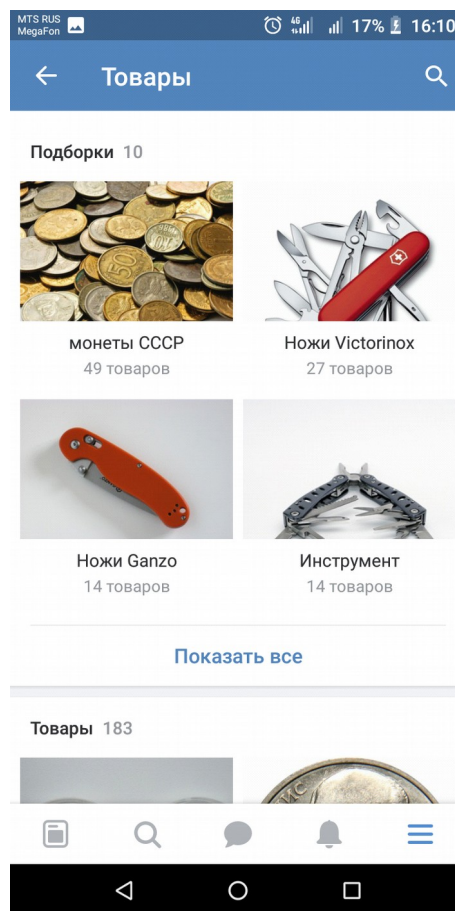 MTS RUS
MegaFon
46 17% 16:10
Товары
Подборки 10
монеты СССР
49 товаров
Ножи Victorinox
27 товаров
Ножи Ganzo
14 товаров
Инструмент
14 товаров
Показать все
Товары 183